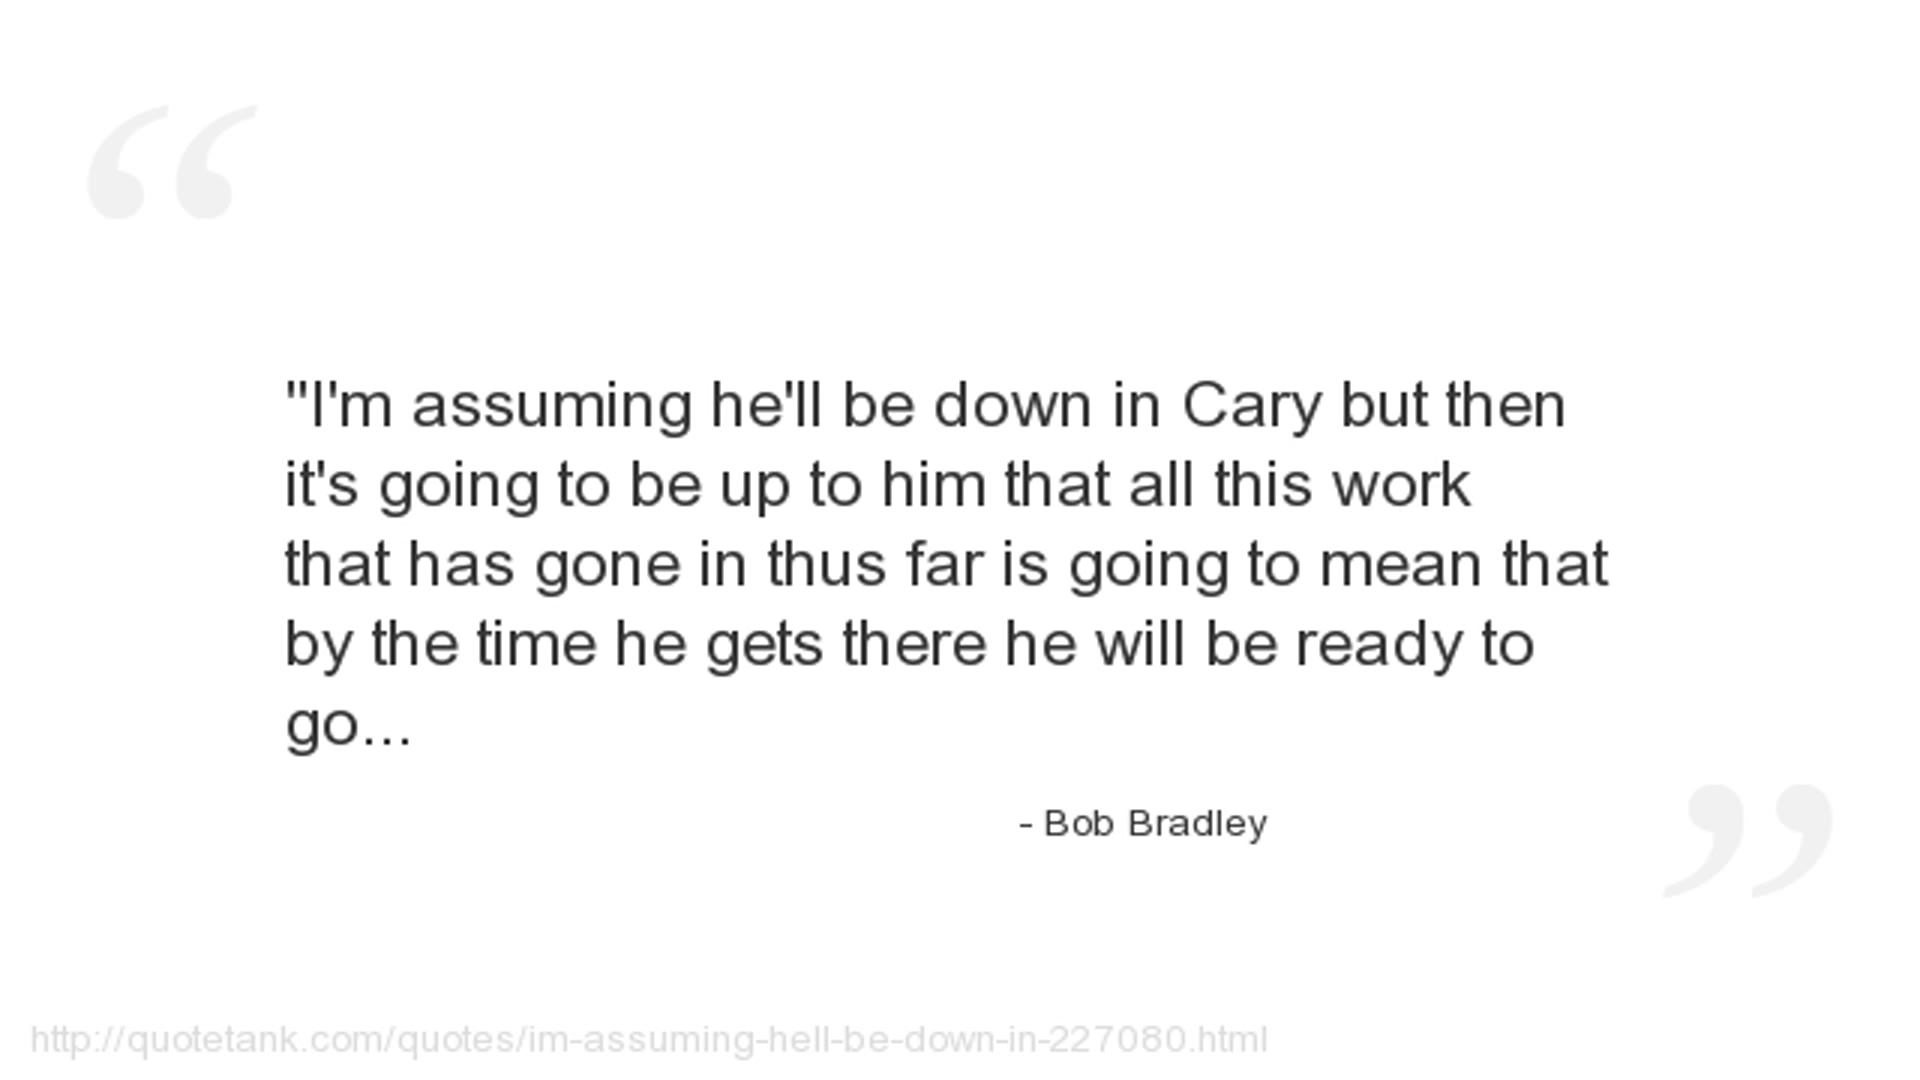 "I'm assuming he'll be down in Cary but then
it's going to be up to him that all this work
that has gone in thus far is going to mean that
by the time he gets there he will be ready to
go...
- Bob Bradley
http://quotetank.com/quotes/im-assuming-hell-be-down-in-227080.html